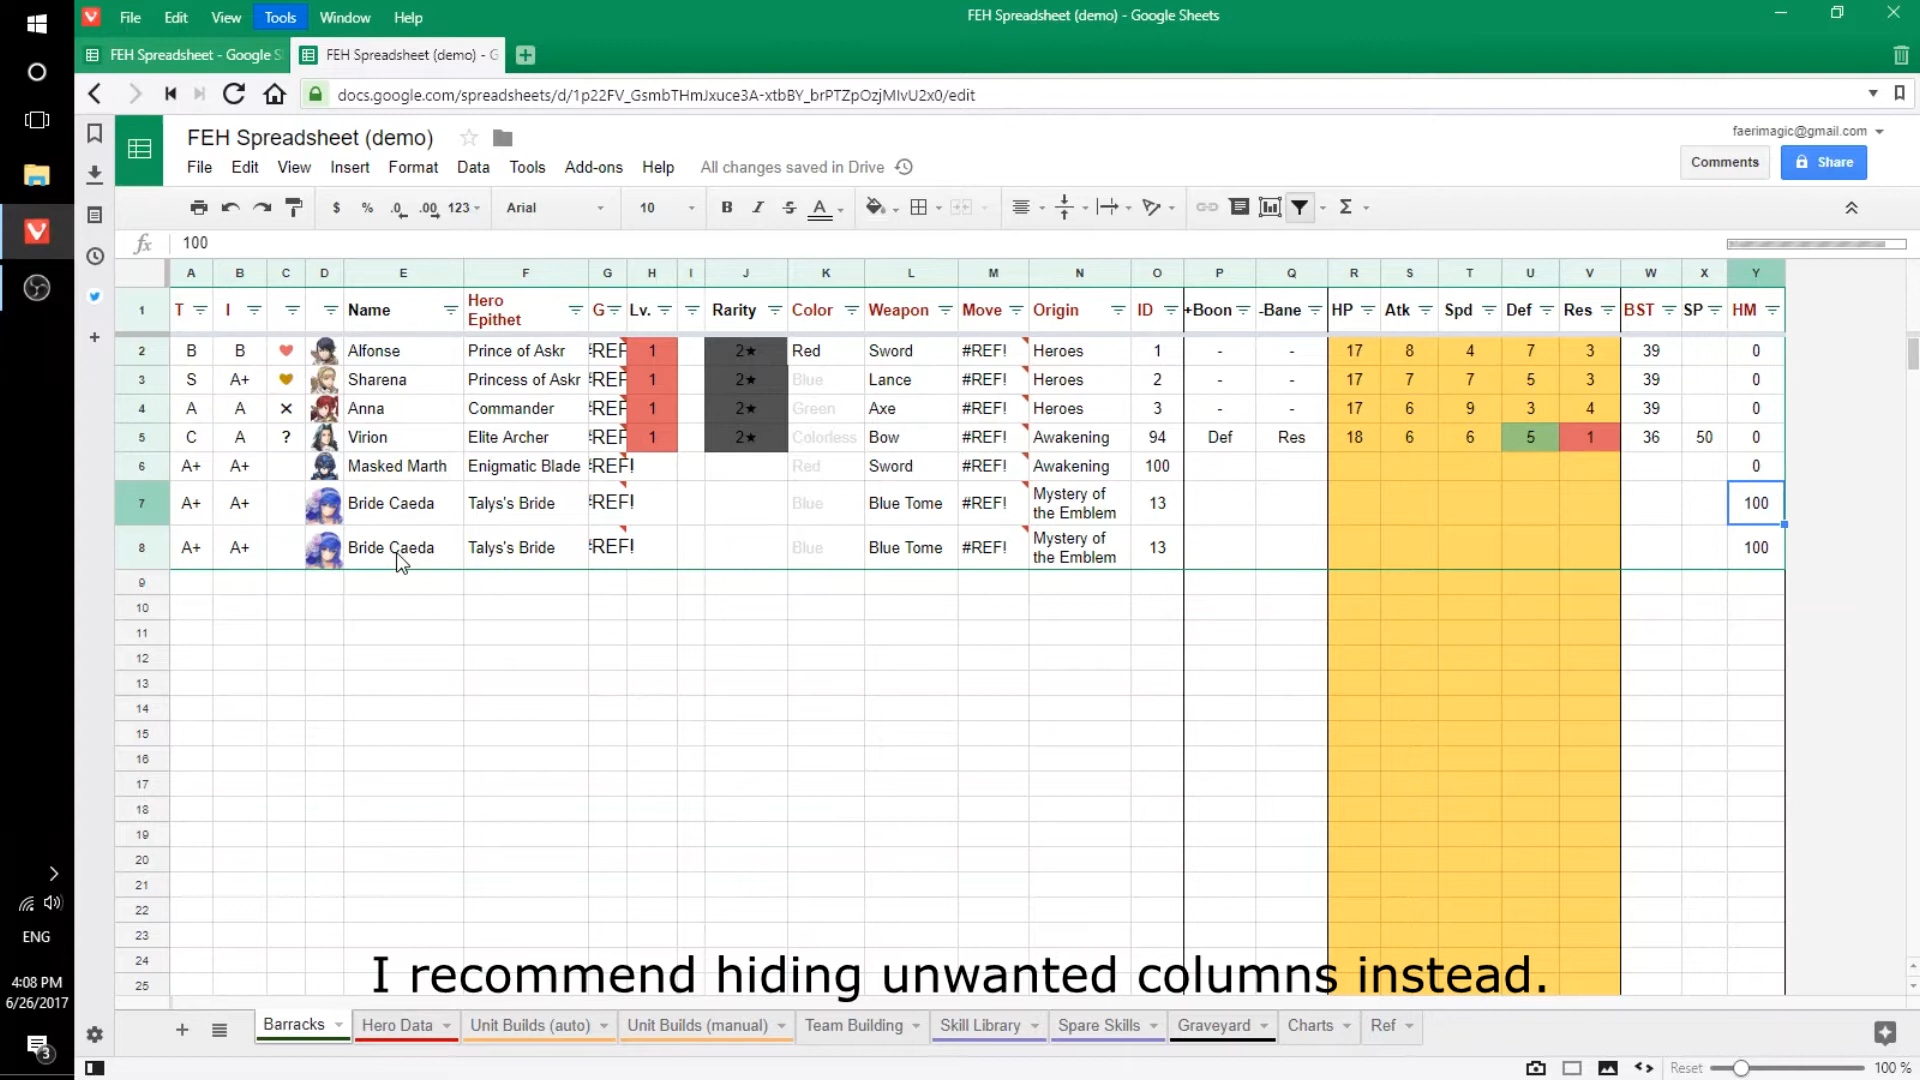 File Edit View Tools Window Help
FEH Spreadsheet (demo) - Google Sheets
FEH Spreadsheet - Google S
FEH Spreadsheet (demo) - G
docs.google.com/spreadsheets/d/1p22FV_GsmbTHmJxuce3A-xtbBY_brPTZpOzjMIvU2x0/edit
FEH Spreadsheet (demo)
faerimagic@gmail.com
File Edit View Insert Format Data Tools Add-ons Help All changes saved in Drive
Comments Share
$ % .0 .00 123 Arial 10 B I S A Σ
fx 100
A B C D E F G H I J K L M N O P Q R S T U V W X Y
1 T I Name Hero Epithet G Lv. Rarity Color Weapon Move Origin ID +Boon -Bane HP Atk Spd Def Res BST SP HM
2 B B Alfonse Prince of Askr #REF 1 2★ Red Sword #REF! Heroes 1 - - 17 8 4 7 3 39 0
3 S A+ Sharena Princess of Askr #REF 1 2★ Blue Lance #REF! Heroes 2 - - 17 7 7 5 3 39 0
4 A A ✕ Anna Commander #REF 1 2★ Green Axe #REF! Heroes 3 - - 17 6 9 3 4 39 0
5 C A ? Virion Elite Archer #REF 1 2★ Colorless Bow #REF! Awakening 94 Def Res 18 6 6 5 1 36 50 0
6 A+ A+ Masked Marth Enigmatic Blade #REF! Red Sword #REF! Awakening 100 0
7 A+ A+ Bride Caeda Talys's Bride #REF! Blue Blue Tome #REF! Mystery of the Emblem 13 100
8 A+ A+ Bride Caeda Talys's Bride #REF! Blue Blue Tome #REF! Mystery of the Emblem 13 100
9
10
11
12
13
14
15
16
17
18
19
20
21
22
23
24
25
I recommend hiding unwanted columns instead.
Barracks Hero Data Unit Builds (auto) Unit Builds (manual) Team Building Skill Library Spare Skills Graveyard Charts Ref
ENG
4:08 PM
6/26/2017
3
Reset 100 %